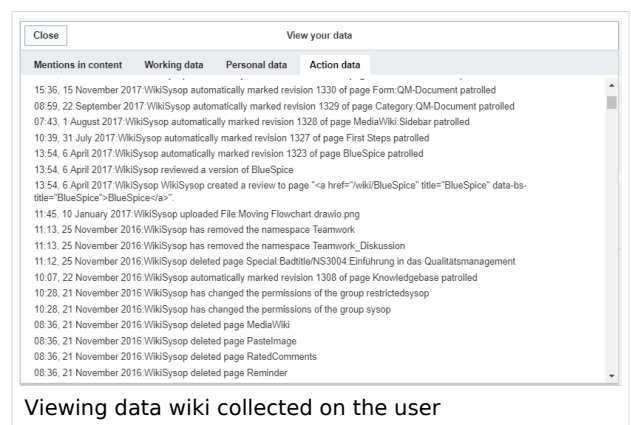 Close
View your data
Mentions in content Working data Personal data Action data
15:36, 15 November 2017:WikiSysop automatically marked revision 1330 of page Form:QM-Document patrolled
08:59, 22 September 2017:WikiSysop automatically marked revision 1329 of page Category:QM-Document patrolled
07:43, 1 August 2017:WikiSysop automatically marked revision 1328 of page MediaWiki:Sidebar patrolled
10:39, 31 July 2017:WikiSysop automatically marked revision 1327 of page First Steps patrolled
13:54, 6 April 2017:WikiSysop automatically marked revision 1323 of page BlueSpice patrolled
13:54, 6 April 2017:WikiSysop reviewed a version of BlueSpice
13:54, 6 April 2017:WikiSysop WikiSysop created a review to page "<a href="/wiki/BlueSpice" title="BlueSpice" data-bs-
title="BlueSpice">BlueSpice</a>".
11:45, 10 January 2017:WikiSysop uploaded File:Moving Flowchart.drawio.png
11:13, 25 November 2016:WikiSysop has removed the namespace Teamwork
11:13, 25 November 2016:WikiSysop has removed the namespace Teamwork_Diskussion
11:12, 25 November 2016:WikiSysop deleted page Special:Badtitle/NS3004:Einführung in das Qualitätsmanagement
10:07, 22 November 2016:WikiSysop automatically marked revision 1308 of page Knowledgebase patrolled
10:28, 21 November 2016:WikiSysop has changed the permissions of the group restrictedsysop
10:28, 21 November 2016:WikiSysop has changed the permissions of the group sysop
08:36, 21 November 2016:WikiSysop deleted page MediaWiki
08:36, 21 November 2016:WikiSysop deleted page PasteImage
08:36, 21 November 2016:WikiSysop deleted page RatedComments
08:36, 21 November 2016:WikiSysop deleted page Reminder
Viewing data wiki collected on the user